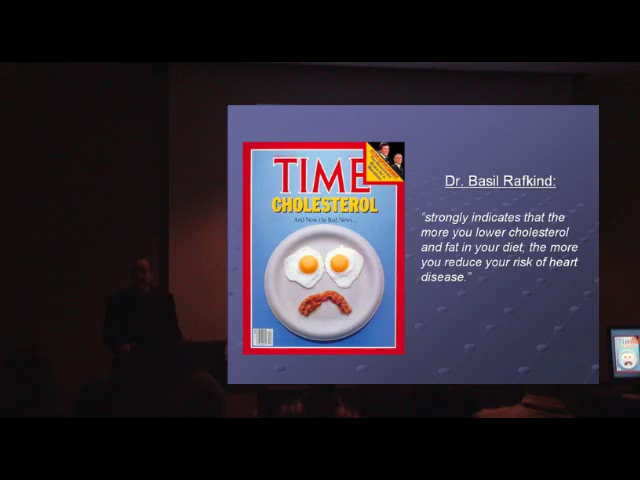 TIME
CHOLESTEROL
And Now the Bad News...
Dr. Basil Rafkind:
"strongly indicates that the
more you lower cholesterol
and fat in your diet, the more
you reduce your risk of heart
disease."
TIME